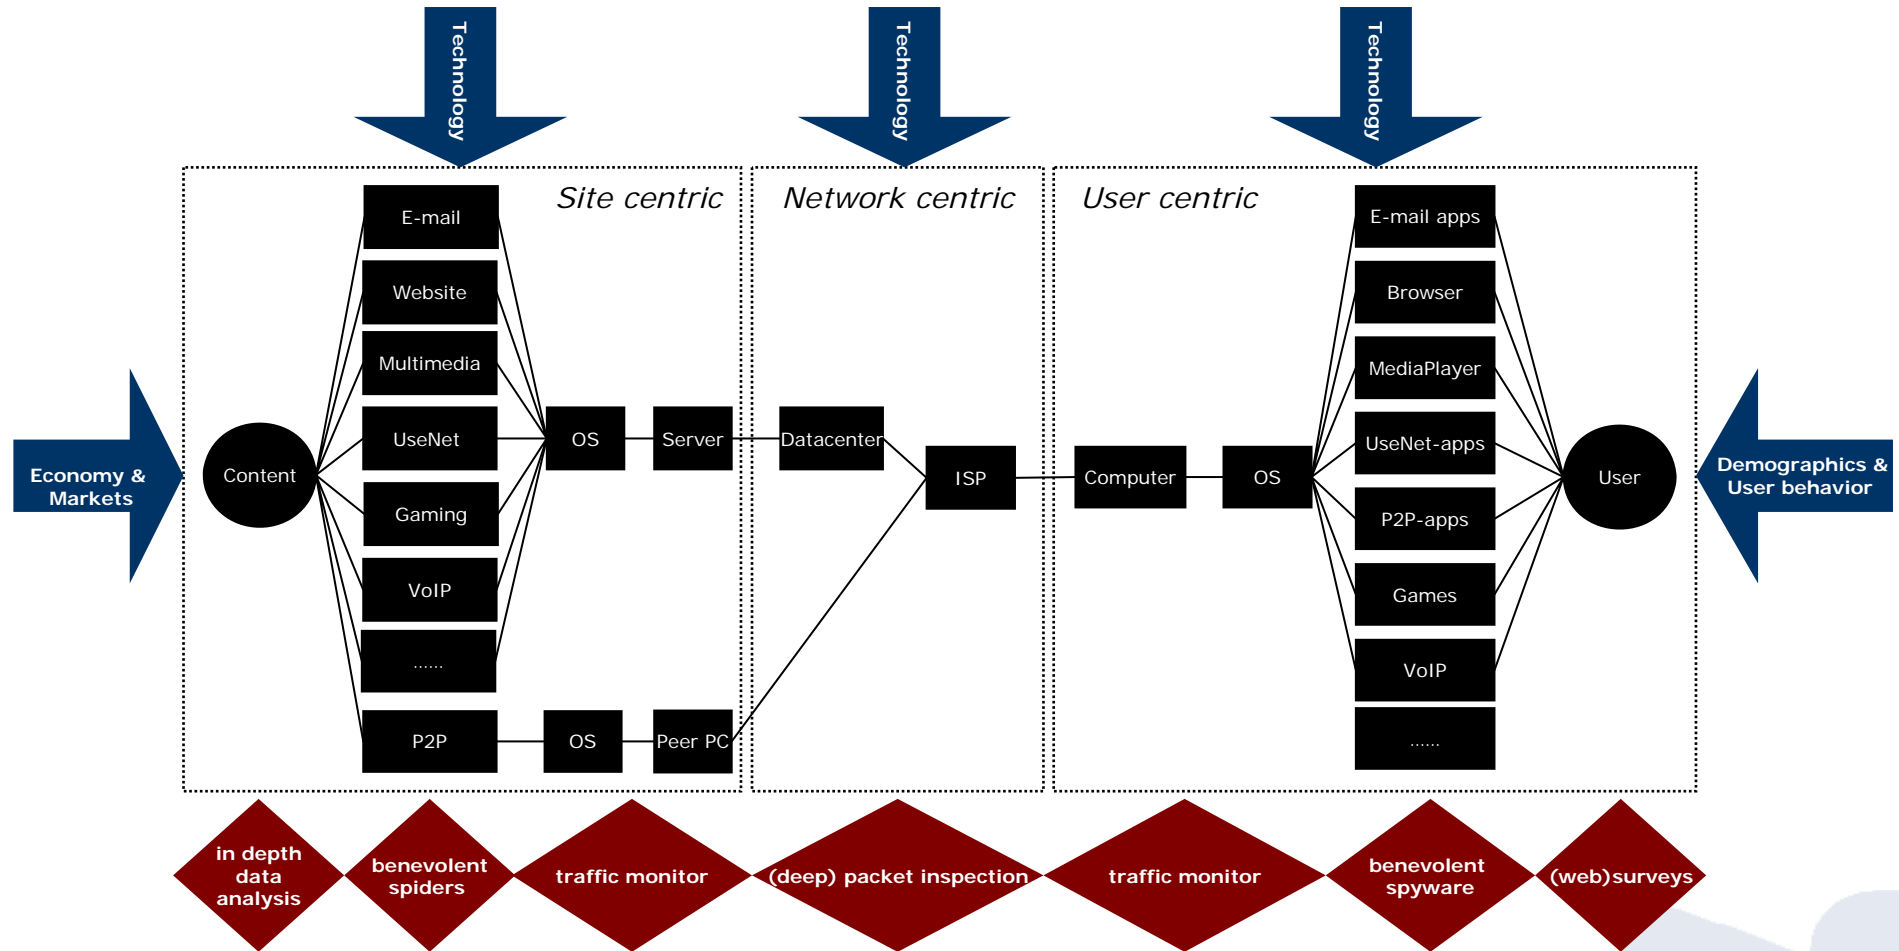 Technology
Technology
Technology
Site centric
Network centric
User centric
E-mail
Website
Multimedia
UseNet
Gaming
VoIP
......
P2P
Economy &
Markets
Content
OS
Server
OS
Peer PC
Datacenter
ISP
Computer
OS
E-mail apps
Browser
MediaPlayer
UseNet-apps
P2P-apps
Games
VoIP
......
User
Demographics &
User behavior
in depth
data
analysis
benevolent
spiders
traffic monitor
(deep) packet inspection
traffic monitor
benevolent
spyware
(web)surveys